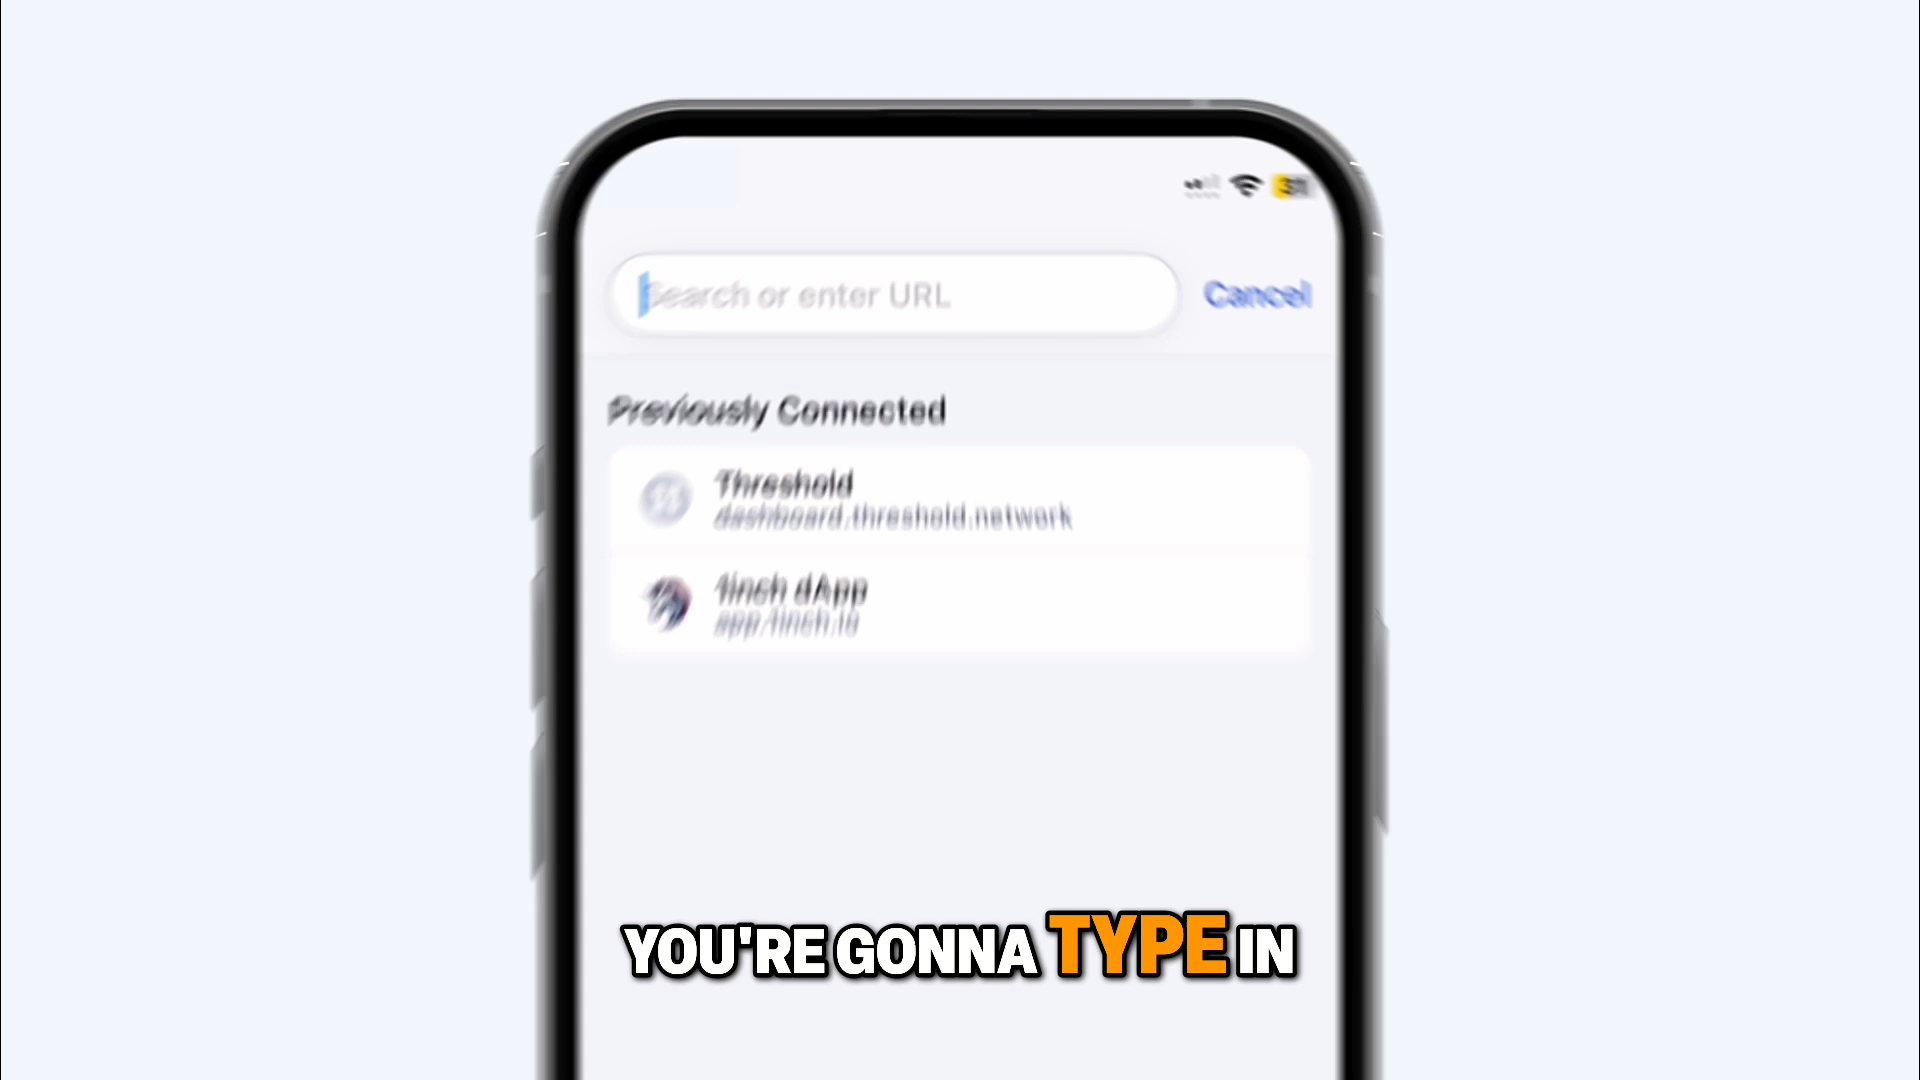 31
Search or enter URL
Cancel
Previously Connected
Threshold
dashboard.threshold.network
1inch dApp
app.1inch.io
YOU'RE GONNA TYPE IN